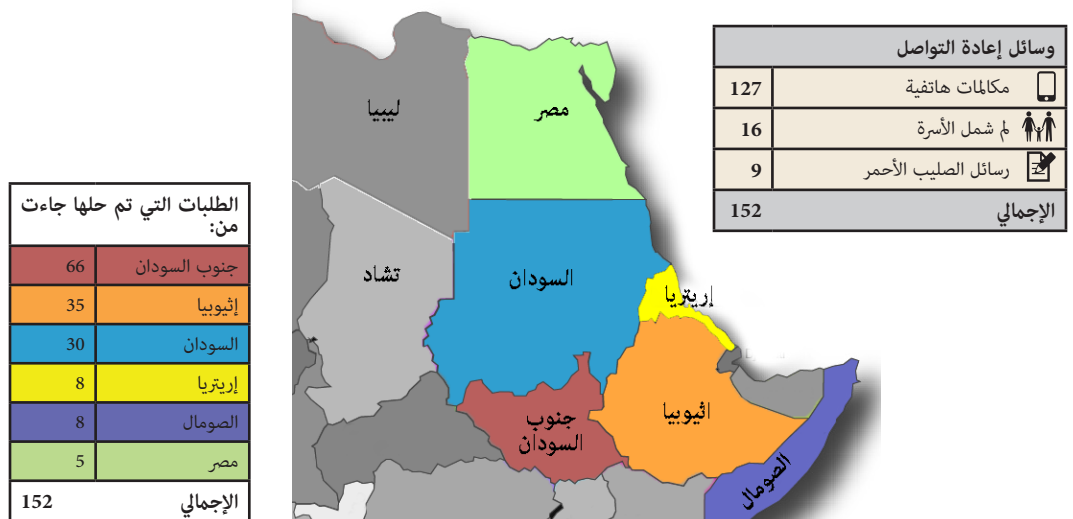 وسائل إعادة التواصل
مكالمات هاتفية 127
لم شمل الأسرة 16
رسائل الصليب الأحمر 9
الإجمالي 152
ليبيا
مصر
تشاد
السودان
إريتريا
اثيوبيا
جنوب
السودان
الصومال
الطلبات التي تم حلها جاءت
من:
جنوب السودان 66
إثيوبيا 35
السودان 30
إريتريا 8
الصومال 8
مصر 5
الإجمالي 152